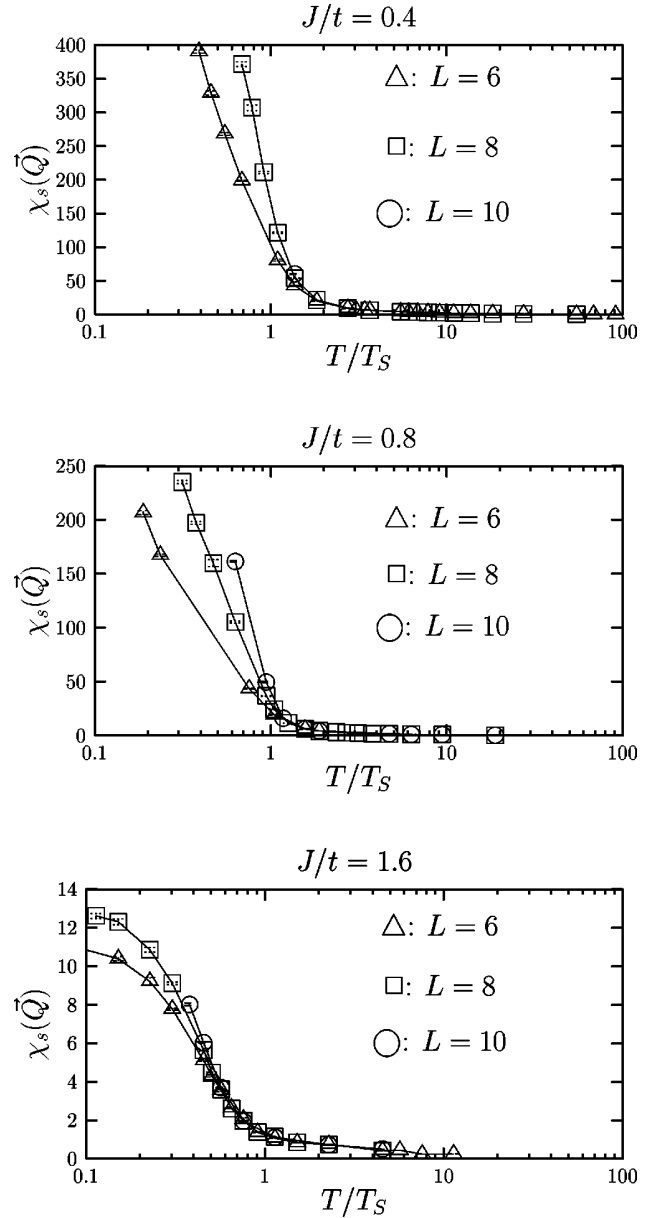 J/t = 0.4
400
350
300
250
200
150
100
50
0
χs(Q⃗)
△: L = 6
□: L = 8
◯: L = 10
0.1 1 10 100
T/TS
J/t = 0.8
250
200
150
100
50
0
χs(Q⃗)
△: L = 6
□: L = 8
◯: L = 10
0.1 1 10 100
T/TS
J/t = 1.6
14
12
10
8
6
4
2
0
χs(Q⃗)
△: L = 6
□: L = 8
◯: L = 10
0.1 1 10 100
T/TS